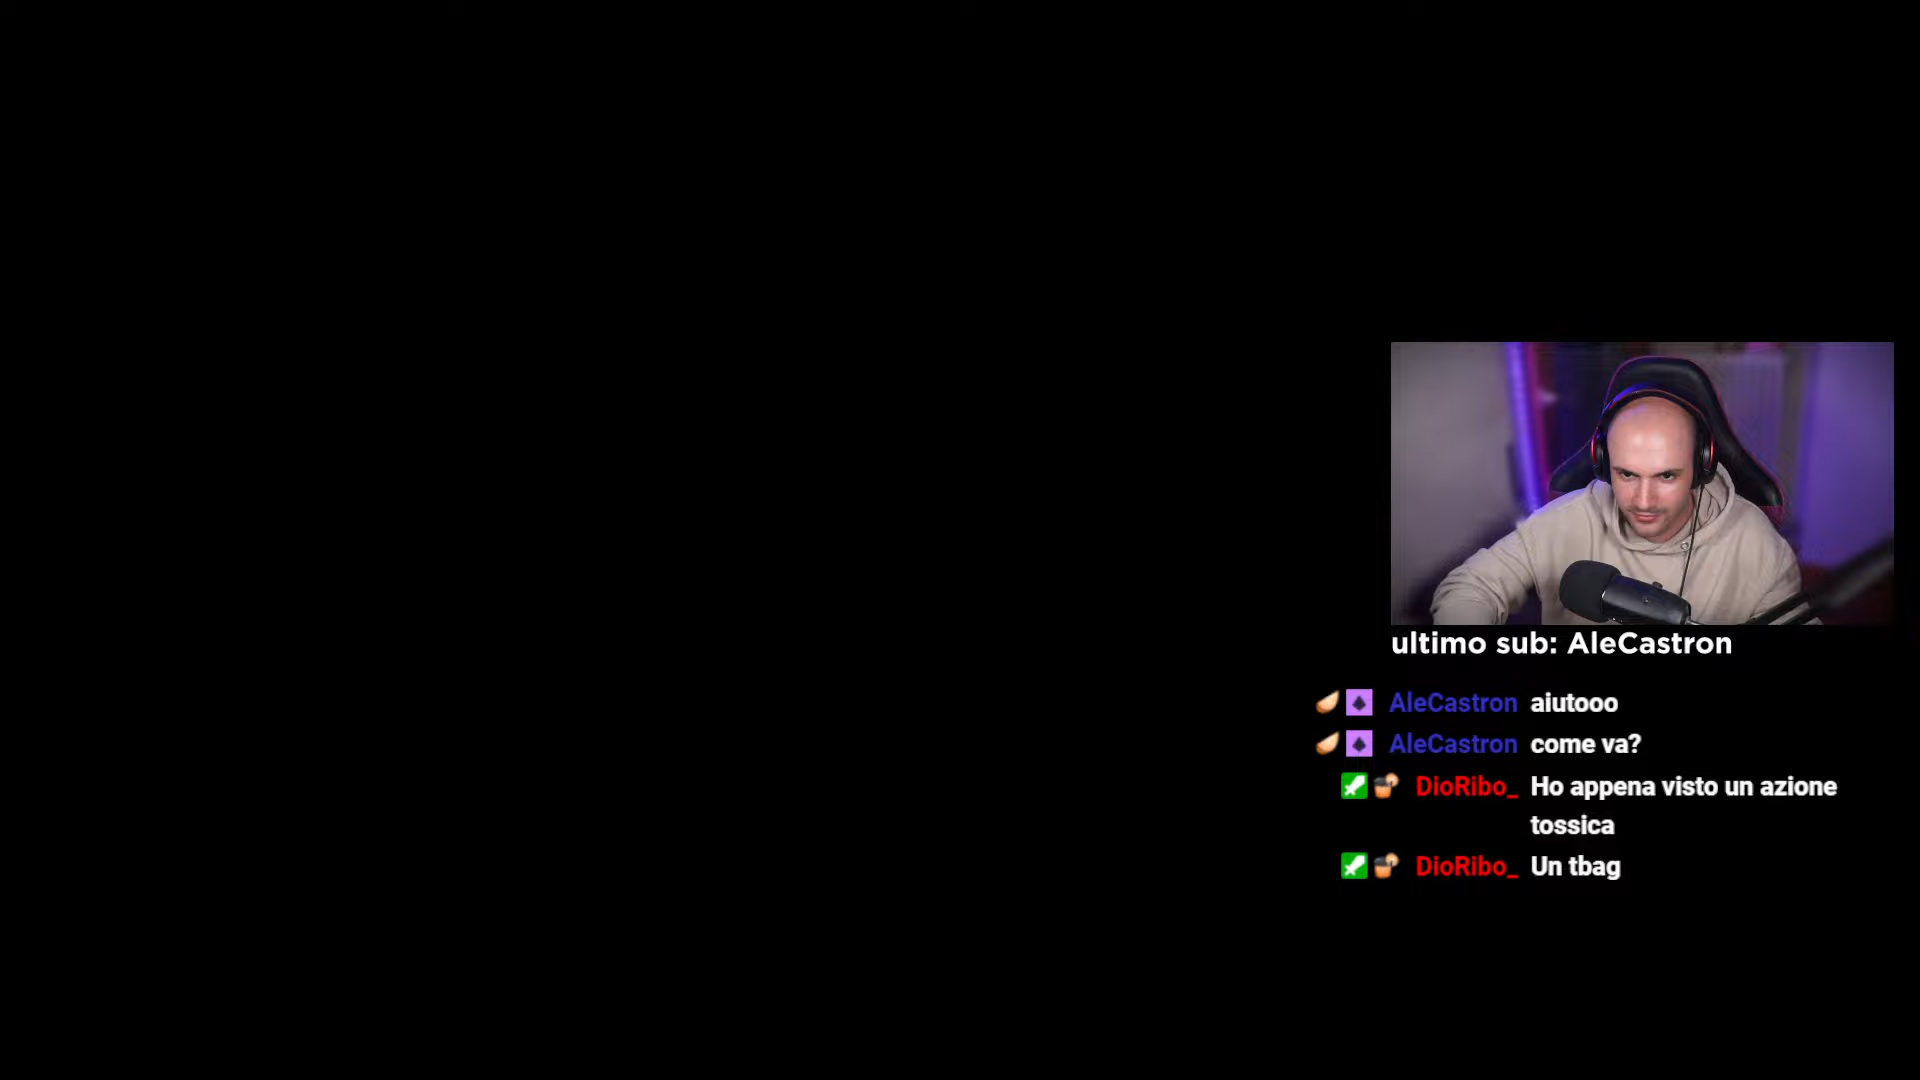 ultimo sub: AleCastron
AleCastron aiutooo
AleCastron come va?
DioRibo_ Ho appena visto un azione
tossica
DioRibo_ Un tbag